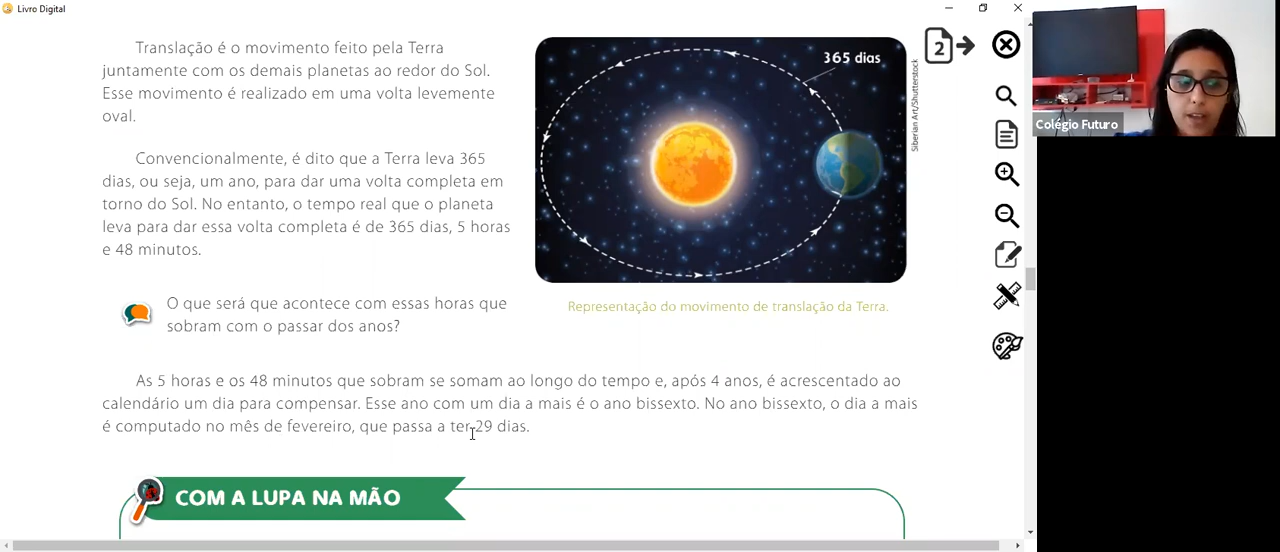 Livro Digital
Translação é o movimento feito pela Terra
juntamente com os demais planetas ao redor do Sol.
Esse movimento é realizado em uma volta levemente
oval.
Convencionalmente, é dito que a Terra leva 365
dias, ou seja, um ano, para dar uma volta completa em
torno do Sol. No entanto, o tempo real que o planeta
leva para dar essa volta completa é de 365 dias, 5 horas
e 48 minutos.
O que será que acontece com essas horas que
sobram com o passar dos anos?
365 dias
Siberian Art/Shutterstock
Representação do movimento de translação da Terra.
As 5 horas e os 48 minutos que sobram se somam ao longo do tempo e, após 4 anos, é acrescentado ao
calendário um dia para compensar. Esse ano com um dia a mais é o ano bissexto. No ano bissexto, o dia a mais
é computado no mês de fevereiro, que passa a ter 29 dias.
COM A LUPA NA MÃO
2
Colégio Futuro